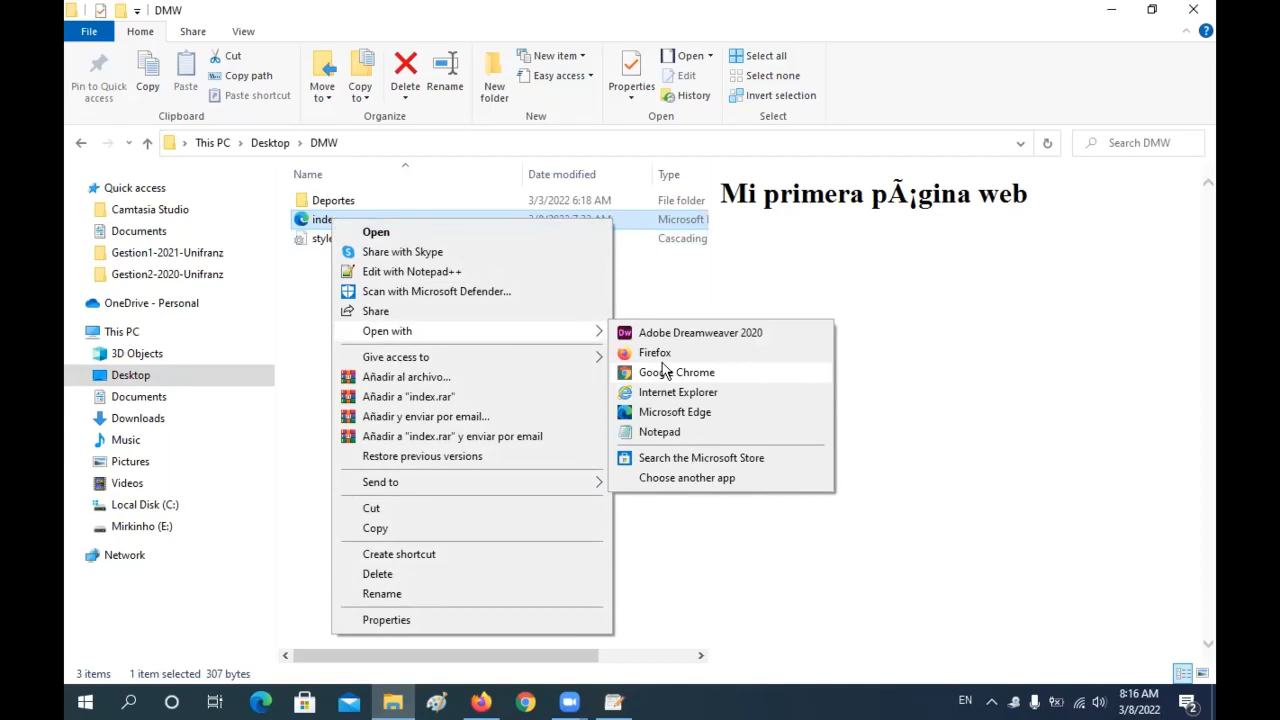 DMW
File Home Share View
Pin to Quick access
Copy
Paste
Cut
Copy path
Paste shortcut
Clipboard
Move to
Copy to
Delete
Rename
Organize
New folder
New item
Easy access
New
Properties
Open
Edit
History
Open
Select all
Select none
Invert selection
Select
This PC > Desktop > DMW
Search DMW
Name Date modified Type
Deportes 3/3/2022 6:18 AM File folder
inde Microsoft
style Cascading
Mi primera pÃ¡gina web
Quick access
Camtasia Studio
Documents
Gestion1-2021-Unifranz
Gestion2-2020-Unifranz
OneDrive - Personal
This PC
3D Objects
Desktop
Documents
Downloads
Music
Pictures
Videos
Local Disk (C:)
Mirkinho (E:)
Network
Open
Share with Skype
Edit with Notepad++
Scan with Microsoft Defender...
Share
Open with
Give access to
Añadir al archivo...
Añadir a "index.rar"
Añadir y enviar por email...
Añadir a "index.rar" y enviar por email
Restore previous versions
Send to
Cut
Copy
Create shortcut
Delete
Rename
Properties
Dw Adobe Dreamweaver 2020
Firefox
Google Chrome
Internet Explorer
Microsoft Edge
Notepad
Search the Microsoft Store
Choose another app
3 items 1 item selected 307 bytes
EN
8:16 AM
3/8/2022
2